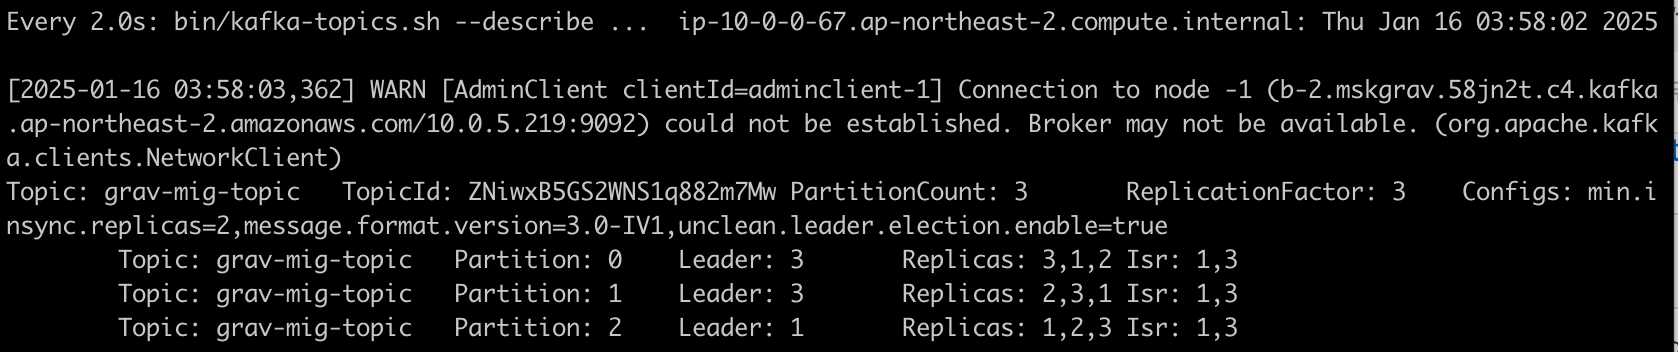 Every 2.0s: bin/kafka-topics.sh --describe ...  ip-10-0-0-67.ap-northeast-2.compute.internal: Thu Jan 16 03:58:02 2025
[2025-01-16 03:58:03,362] WARN [AdminClient clientId=adminclient-1] Connection to node -1 (b-2.mskgrav.58jn2t.c4.kafka
.ap-northeast-2.amazonaws.com/10.0.5.219:9092) could not be established. Broker may not be available. (org.apache.kafk
a.clients.NetworkClient)
Topic: grav-mig-topic   TopicId: ZNiwxB5GS2WNS1q882m7Mw PartitionCount: 3       ReplicationFactor: 3    Configs: min.i
nsync.replicas=2,message.format.version=3.0-IV1,unclean.leader.election.enable=true
        Topic: grav-mig-topic   Partition: 0    Leader: 3       Replicas: 3,1,2 Isr: 1,3
        Topic: grav-mig-topic   Partition: 1    Leader: 3       Replicas: 2,3,1 Isr: 1,3
        Topic: grav-mig-topic   Partition: 2    Leader: 1       Replicas: 1,2,3 Isr: 1,3